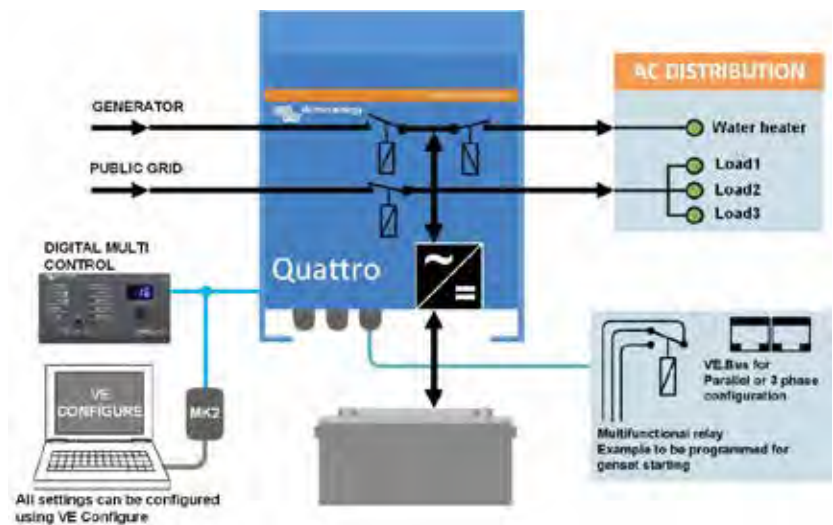 GENERATOR
PUBLIC GRID
AC DISTRIBUTION
Water heater
Load1
Load2
Load3
DIGITAL MULTI
CONTROL
Quattro
VE
CONFIGURE
MK2
All settings can be configured
using VE Configure
VE.Bus for
Parallel or 3 phase
configuration
Multifunctional relay
Example to be programmed for
genset starting